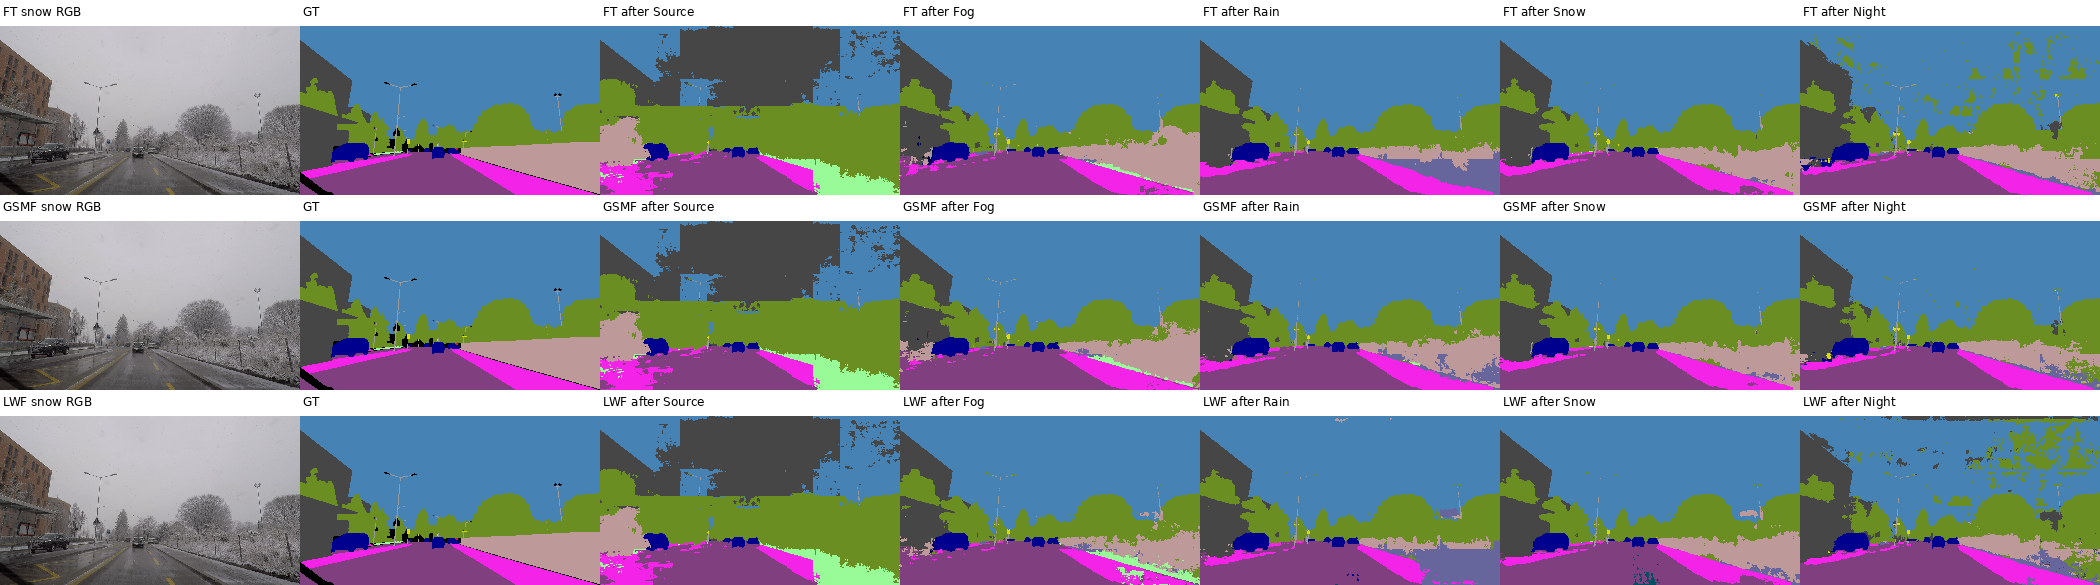 FT snow RGB GT FT after Source FT after Fog FT after Rain FT after Snow FT after Night
GSMF snow RGB GT GSMF after Source GSMF after Fog GSMF after Rain GSMF after Snow GSMF after Night
LWF snow RGB GT LWF after Source LWF after Fog LWF after Rain LWF after Snow LWF after Night